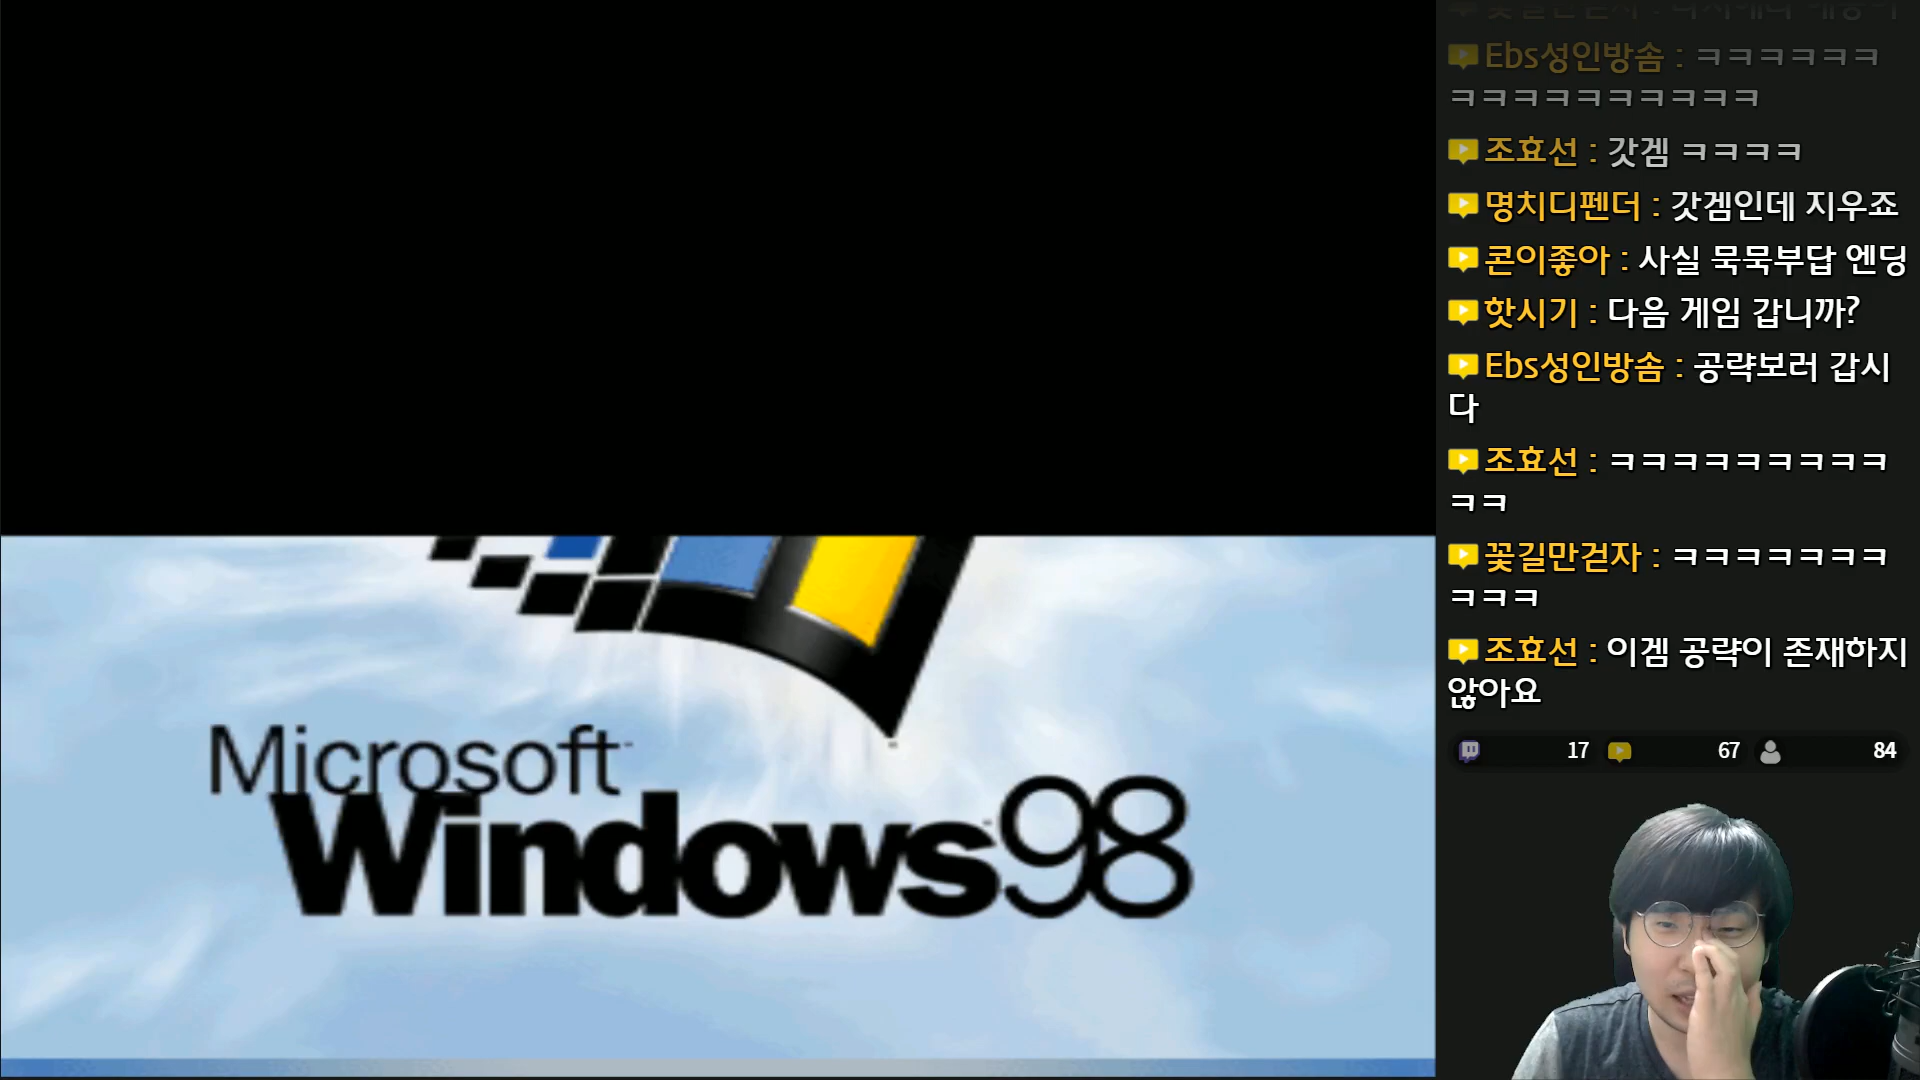 Microsoft
Windows98
Ebs성인방송 : ㅋㅋㅋㅋㅋㅋ
ㅋㅋㅋㅋㅋㅋㅋㅋㅋㅋ
조효선 : 갓겜 ㅋㅋㅋㅋ
명치디펜더 : 갓겜인데 지우죠
콘이좋아 : 사실 묵묵부답 엔딩
핫시기 : 다음 게임 갑니까?
Ebs성인방솜 : 공략보러 갑시
다
조효선 : ㅋㅋㅋㅋㅋㅋㅋㅋㅋ
ㅋㅋ
꽃길만걷자 : ㅋㅋㅋㅋㅋㅋㅋ
ㅋㅋㅋ
조효선 : 이겜 공략이 존재하지
않아요
17 67 84